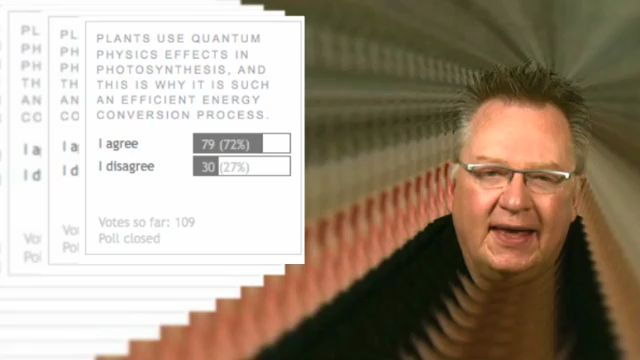 PLANTS USE QUANTUM
PHYSICS EFFECTS IN
PHOTOSYNTHESIS, AND
THIS IS WHY IT IS SUCH
AN EFFICIENT ENERGY
CONVERSION PROCESS.
I agree 79 (72%)
I disagree 30 (27%)
Votes so far: 109
Poll closed